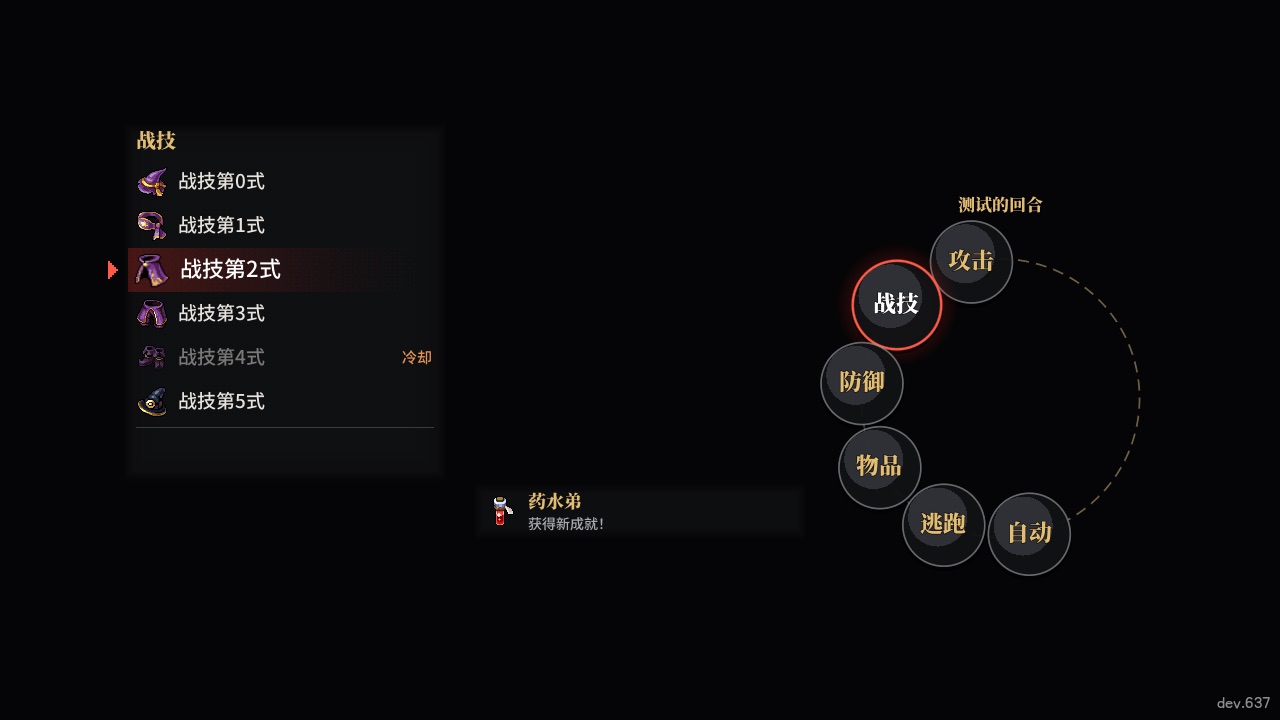 战技
战技第0式
战技第1式
战技第2式
战技第3式
战技第4式 冷却
战技第5式
药水弟
获得新成就！
测试的回合
攻击
战技
防御
物品
逃跑
自动
dev.637